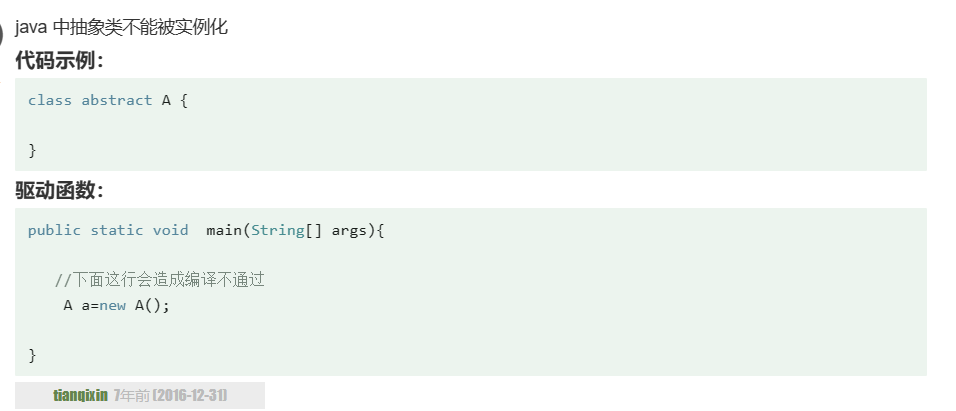 java 中抽象类不能被实例化
代码示例：
class abstract A {
}
驱动函数：
public static void  main(String[] args){
//下面这行会造成编译不通过
A a=new A();
}
tianqixin 7年前 (2016-12-31)